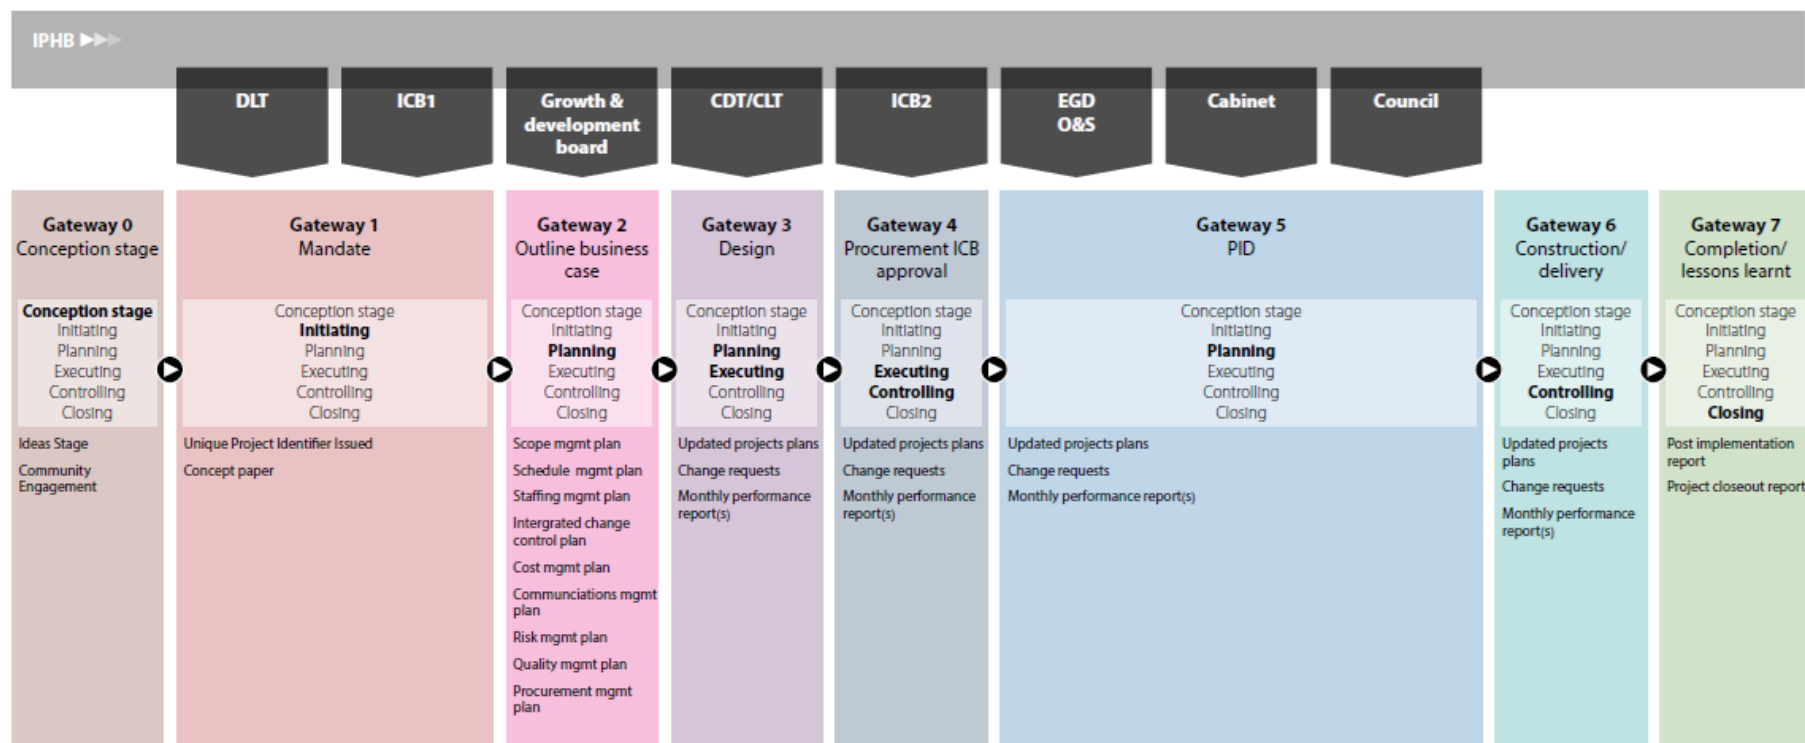 IPHB
DLT
ICB1
Growth &
development
board
CDT/CLT
ICB2
EGD
O&S
Cabinet
Council
Gateway 0
Conception stage
Conception stage
Initiating
Planning
Executing
Controlling
Closing
Ideas Stage
Community
Engagement
Gateway 1
Mandate
Conception stage
Initiating
Planning
Executing
Controlling
Closing
Unique Project Identifier Issued
Concept paper
Gateway 2
Outline business
case
Conception stage
Initiating
Planning
Executing
Controlling
Closing
Scope mgmt plan
Schedule mgmt plan
Staffing mgmt plan
Intergrated change
control plan
Cost mgmt plan
Communciations mgmt
plan
Risk mgmt plan
Quality mgmt plan
Procurement mgmt
plan
Gateway 3
Design
Conception stage
Initiating
Planning
Executing
Controlling
Closing
Updated projects plans
Change requests
Monthly performance
report(s)
Gateway 4
Procurement ICB
approval
Conception stage
Initiating
Planning
Executing
Controlling
Closing
Updated projects plans
Change requests
Monthly performance
report(s)
Gateway 5
PID
Conception stage
Initiating
Planning
Executing
Controlling
Closing
Updated projects plans
Change requests
Monthly performance report(s)
Gateway 6
Construction/
delivery
Conception stage
Initiating
Planning
Executing
Controlling
Closing
Updated projects
plans
Change requests
Monthly performance
report(s)
Gateway 7
Completion/
lessons learnt
Conception stage
Initiating
Planning
Executing
Controlling
Closing
Post implementation
report
Project closeout report